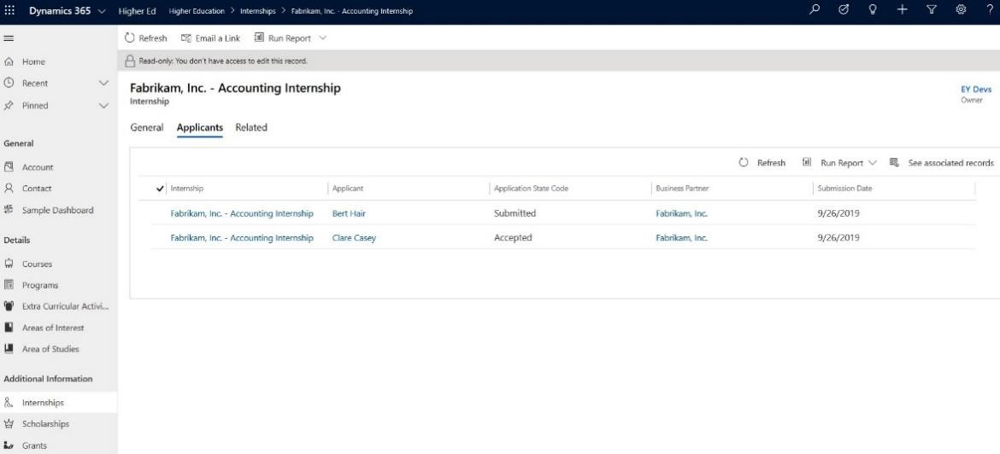 Dynamics 365 Higher Ed Higher Education > Internships > Fabrikam, Inc. - Accounting Internship ?
Refresh Email a Link Run Report
Read-only: You don't have access to edit this record.
Fabrikam, Inc. - Accounting Internship
Internship
EY Devs
Owner
General Applicants Related
Refresh Run Report See associated records
Internship Applicant Application State Code Business Partner Submission Date
Fabrikam, Inc. - Accounting Internship Bert Hair Submitted Fabrikam, Inc. 9/26/2019
Fabrikam, Inc. - Accounting Internship Clare Casey Accepted Fabrikam, Inc. 9/26/2019
Home
Recent
Pinned
General
Account
Contact
Sample Dashboard
Details
Courses
Programs
Extra Curricular Activi...
Areas of Interest
Area of Studies
Additional Information
Internships
Scholarships
Grants